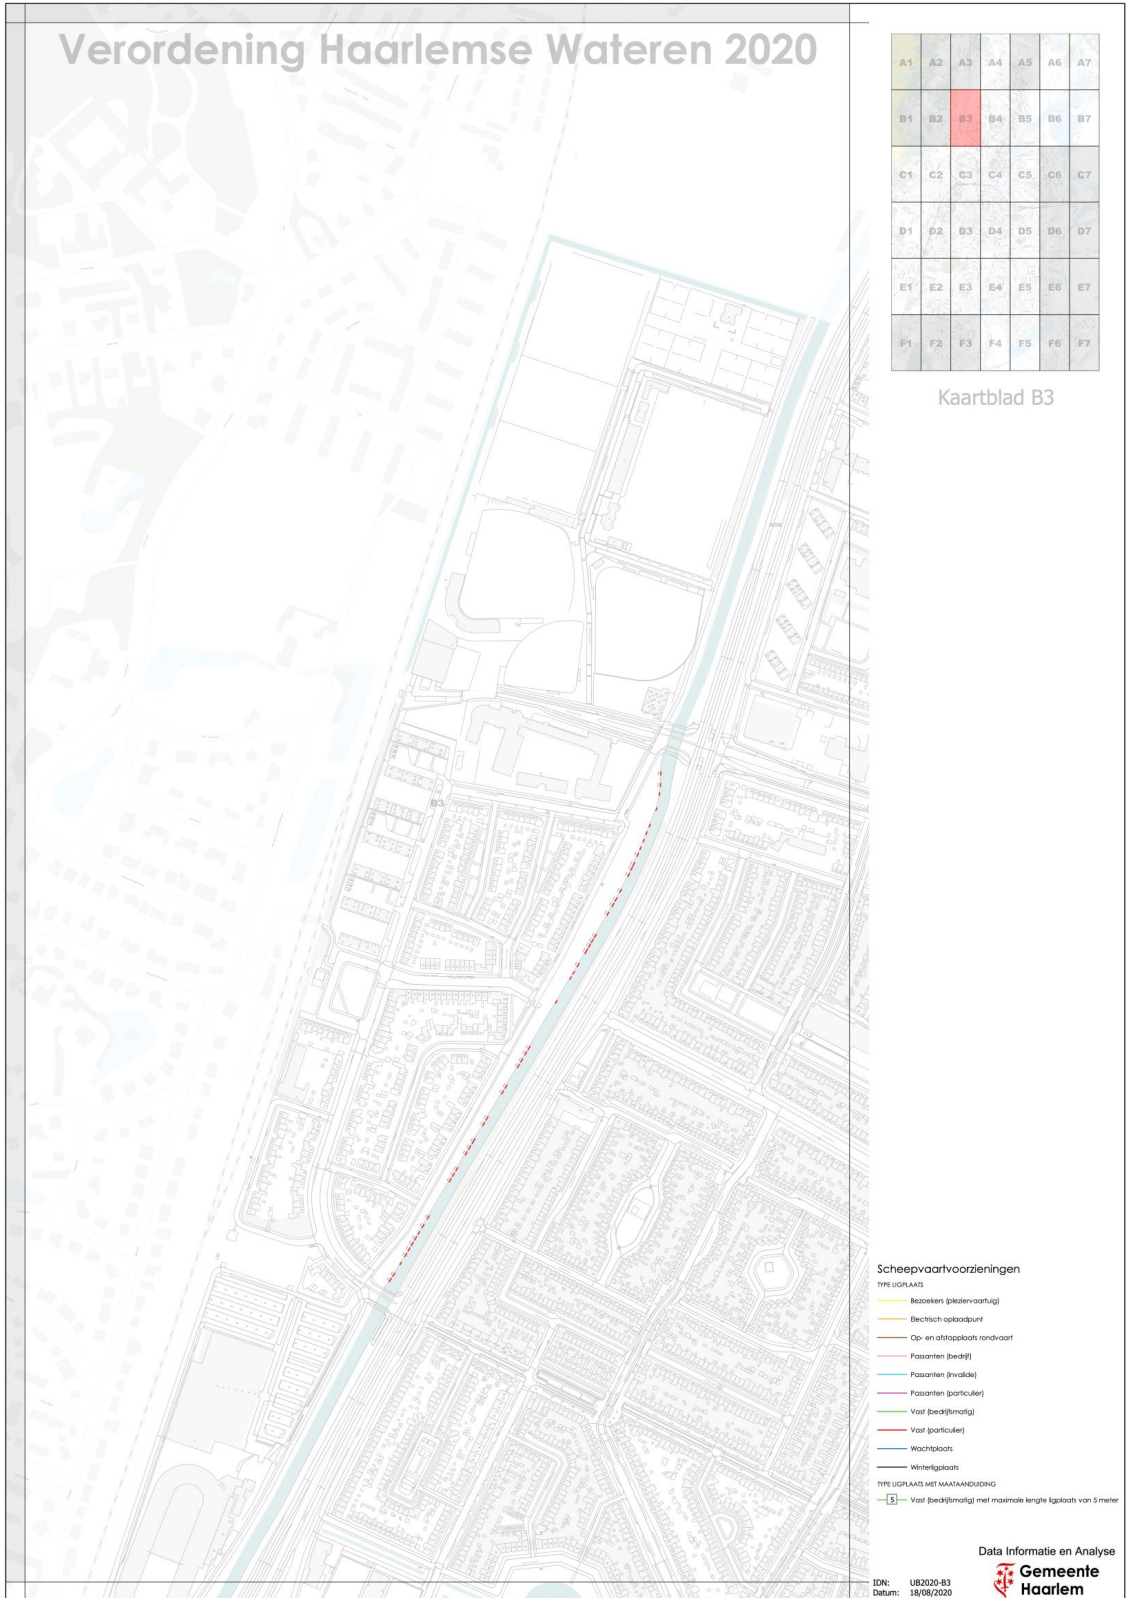 Verordening Haarlemse Wateren 2020
A1 A2 A3 A4 A5 A6 A7
B1 B2 B3 B4 B5 B6 B7
C1 C2 C3 C4 C5 C6 C7
D1 D2 D3 D4 D5 D6 D7
E1 E2 E3 E4 E5 E6 E7
F1 F2 F3 F4 F5 F6 F7
Kaartblad B3
B3
Scheepvaartvoorzieningen
TYPE LIGPLAATS
Bezoekers (pleziervaartuig)
Electrisch oplaadpunt
Op- en afstapplaats rondvaart
Passanten (bedrijf)
Passanten (invalide)
Passanten (particulier)
Vast (bedrijfsmatig)
Vast (particulier)
Wachtplaats
Winterligplaats
TYPE LIGPLAATS MET MAATAANDUIDING
5 Vast (bedrijfsmatig) met maximale lengte ligplaats van 5 meter
Data Informatie en Analyse
Gemeente
Haarlem
IDN: UB2020-B3
Datum: 18/08/2020